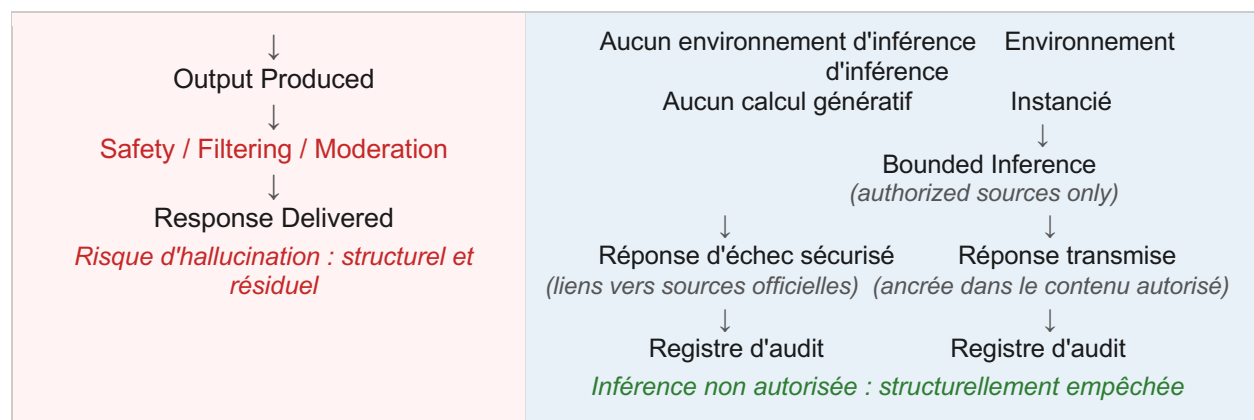 ↓
Output Produced
↓
Safety / Filtering / Moderation
↓
Response Delivered
Risque d'hallucination : structurel et
résiduel
Aucun environnement d'inférence Environnement
d'inférence
Aucun calcul génératif Instancié
↓
Bounded Inference
(authorized sources only)
↓ ↓
Réponse d'échec sécurisé Réponse transmise
(liens vers sources officielles) (ancrée dans le contenu autorisé)
↓ ↓
Registre d'audit Registre d'audit
Inférence non autorisée : structurellement empêchée